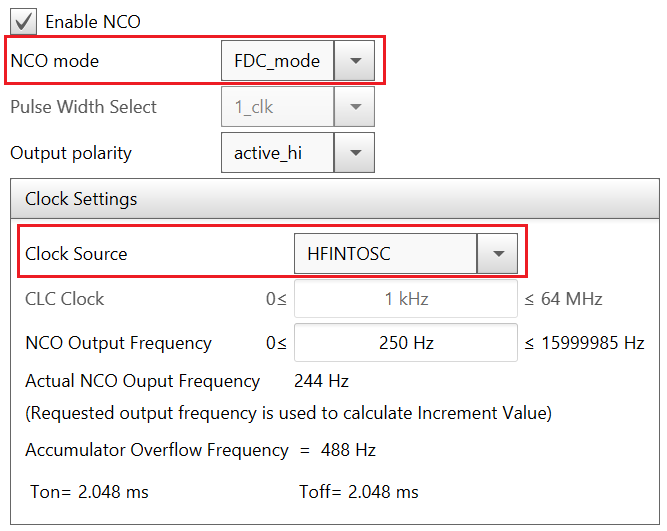 Enable NCO
NCO mode FDC_mode
Pulse Width Select 1_clk
Output polarity active_hi
Clock Settings
Clock Source HFINTOSC
CLC Clock 0≤ 1 kHz ≤ 64 MHz
NCO Output Frequency 0≤ 250 Hz ≤ 15999985 Hz
Actual NCO Ouput Frequency 244 Hz
(Requested output frequency is used to calculate Increment Value)
Accumulator Overflow Frequency = 488 Hz
Ton= 2.048 ms Toff= 2.048 ms